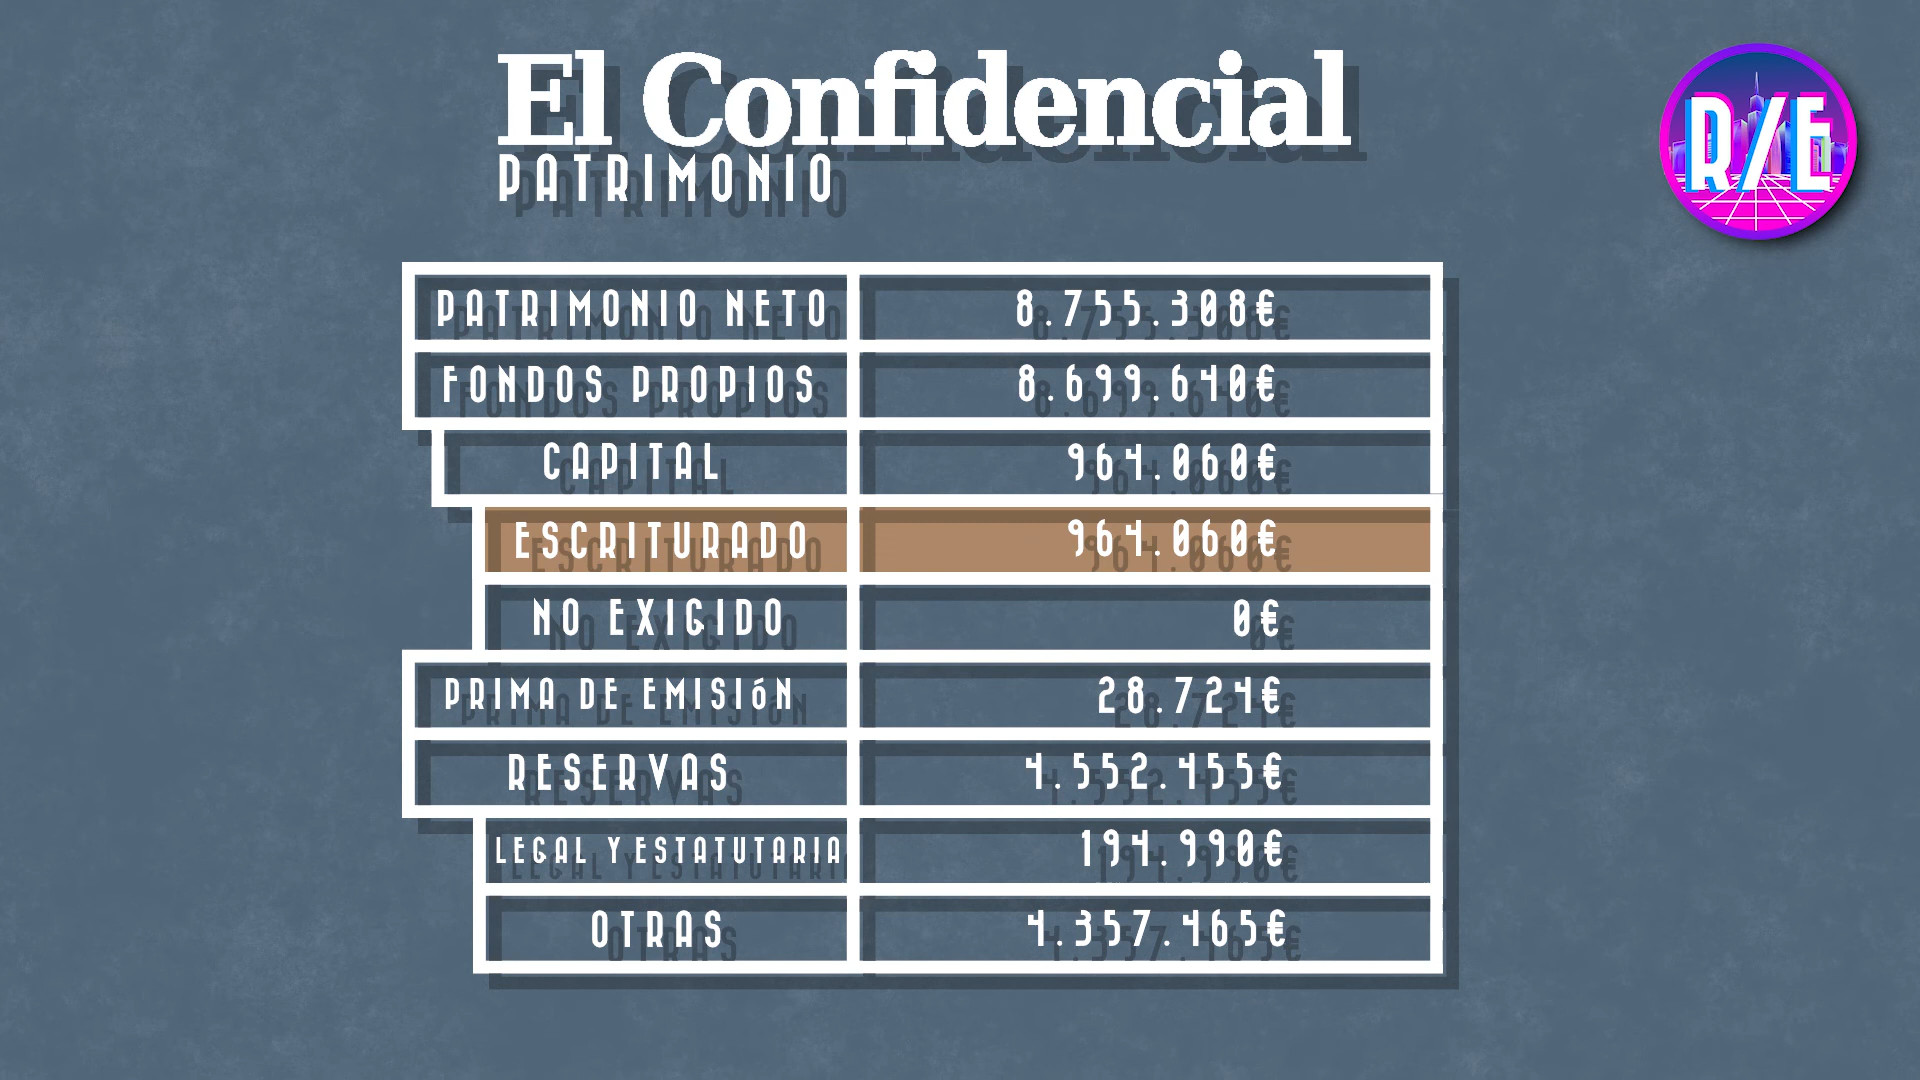 El Confidencial
PATRIMONIO
R/E
PATRIMONIO NETO 8.755.308€
FONDOS PROPIOS 8.699.640€
CAPITAL 964.060€
ESCRITURADO 964.060€
NO EXIGIDO 0€
PRIMA DE EMISIóN 28.724€
RESERVAS 4.552.455€
LEGAL Y ESTATUTARIA 194.990€
OTRAS 4.357.465€